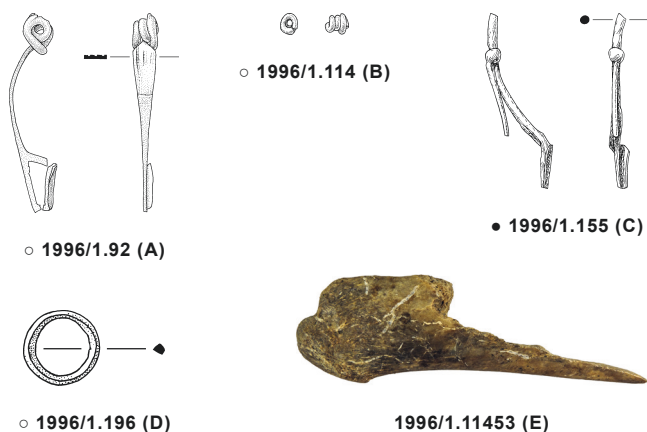 ○ 1996/1.114 (B)
● 1996/1.155 (C)
○ 1996/1.92 (A)
○ 1996/1.196 (D)
1996/1.11453 (E)